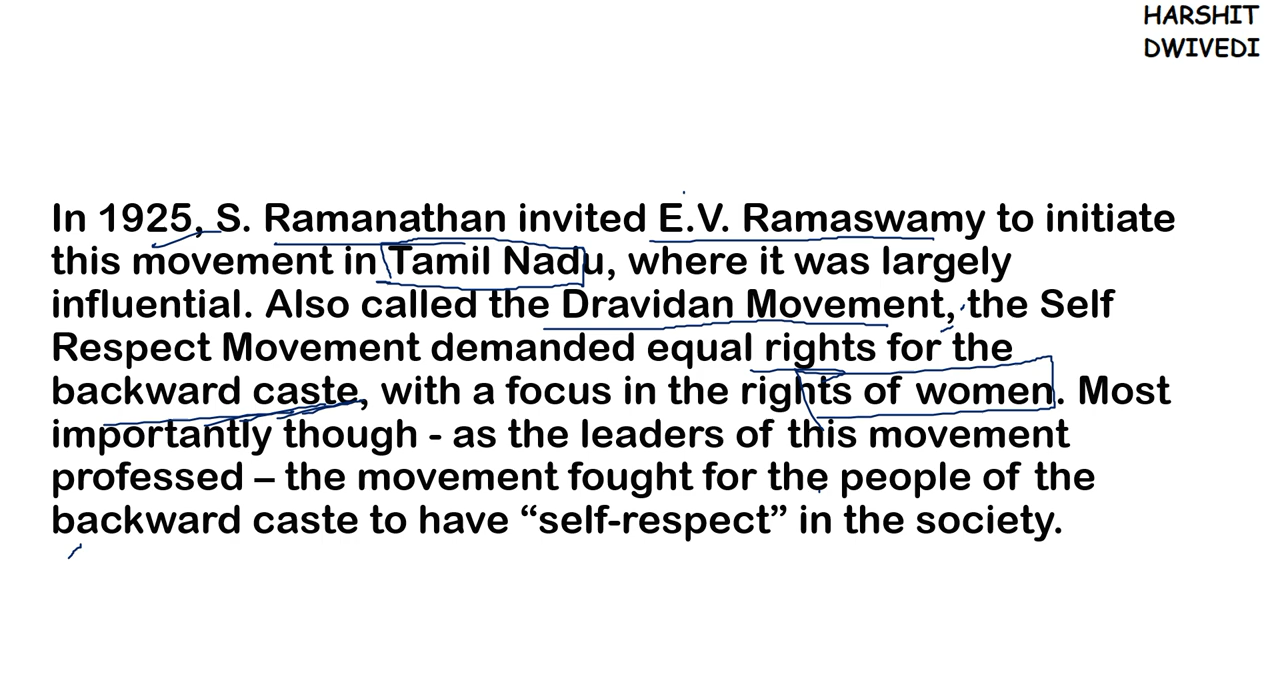 HARSHIT
DWIVEDI
In 1925, S. Ramanathan invited E.V. Ramaswamy to initiate
this movement in Tamil Nadu, where it was largely
influential. Also called the Dravidan Movement, the Self
Respect Movement demanded equal rights for the
backward caste, with a focus in the rights of women. Most
importantly though - as the leaders of this movement
professed – the movement fought for the people of the
backward caste to have “self-respect” in the society.